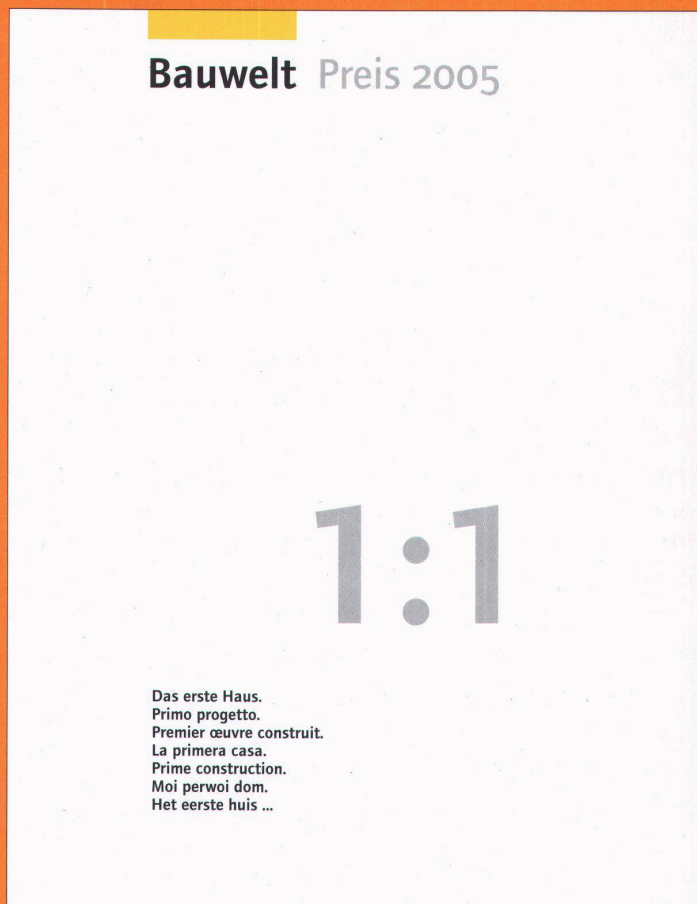 Bauwelt Preis 2005
1:1
Das erste Haus.
Primo progetto.
Premier œuvre construit.
La primera casa.
Prime construction.
Moi perwoi dom.
Het eerste huis ...